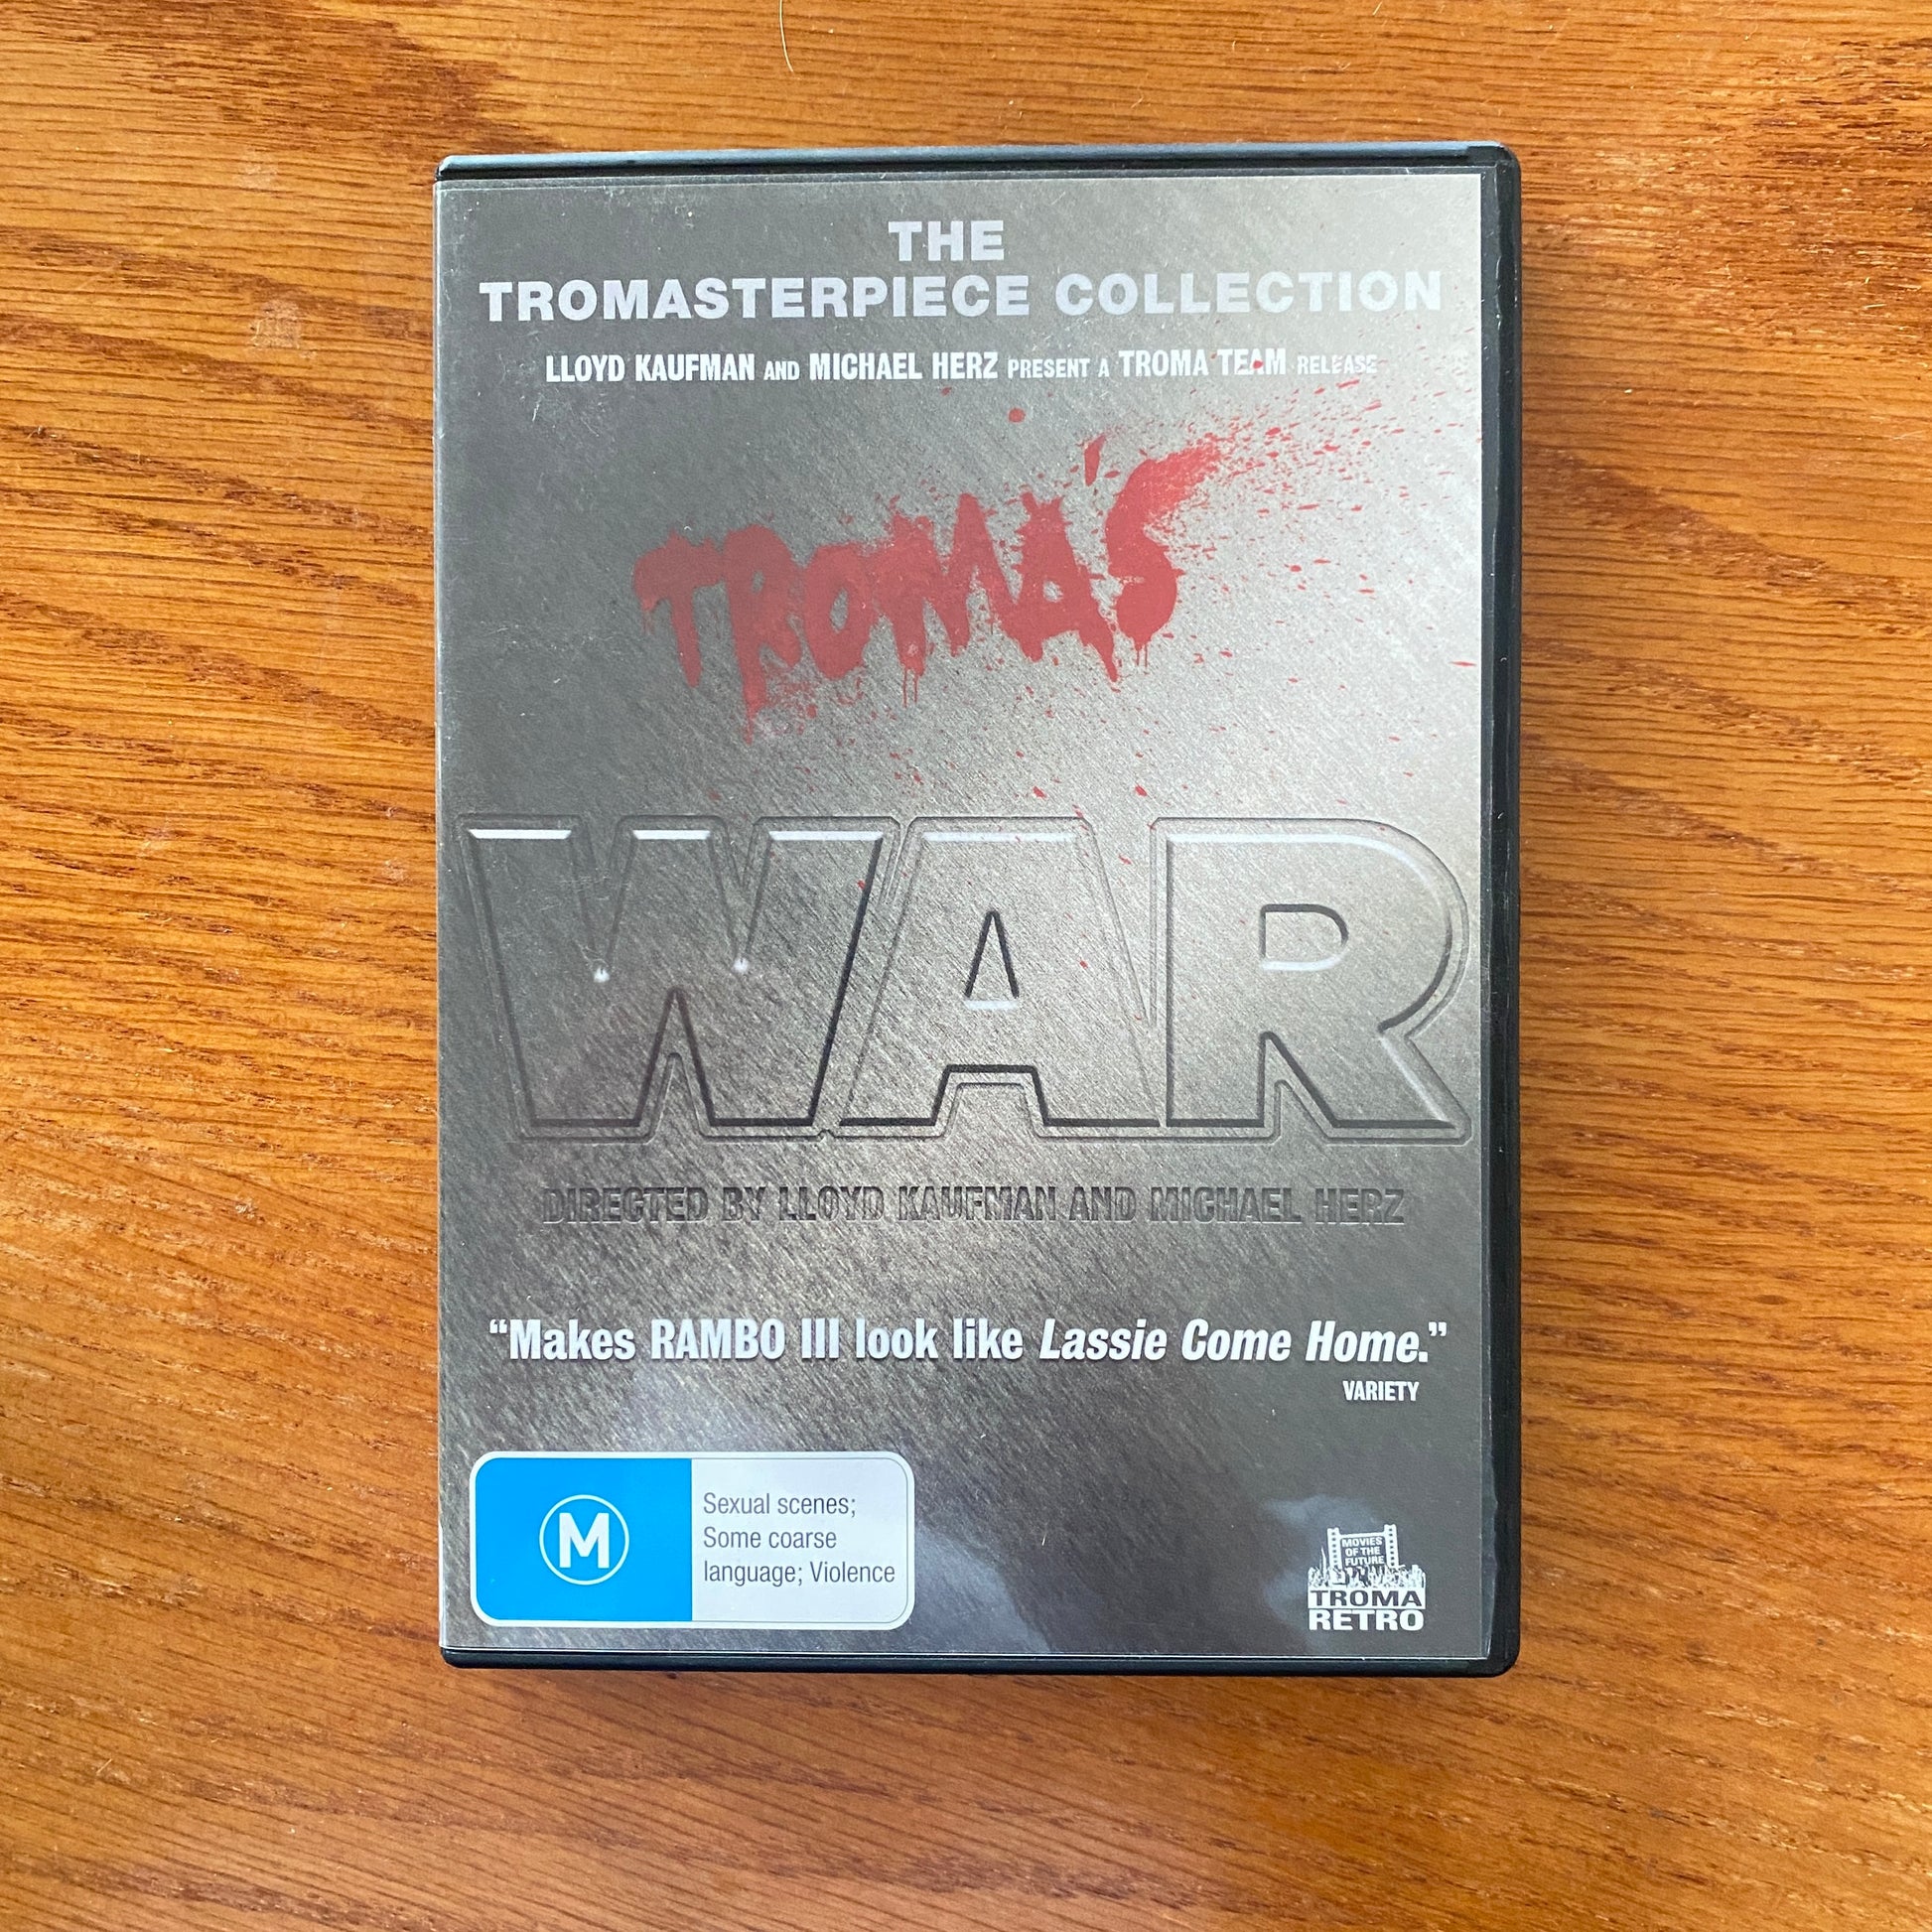 THE
TROMASTERPIECE COLLECTION
LLOYD KAUFMAN AND MICHAEL HERZ PRESENT A TROMA TEAM RELEASE
TROMA'S
WAR
DIRECTED BY LLOYD KAUFMAN AND MICHAEL HERZ
“Makes RAMBO III look like Lassie Come Home.”
VARIETY
M
Sexual scenes;
Some coarse
language; Violence
MOVIES
OF THE
FUTURE
TROMA
RETRO